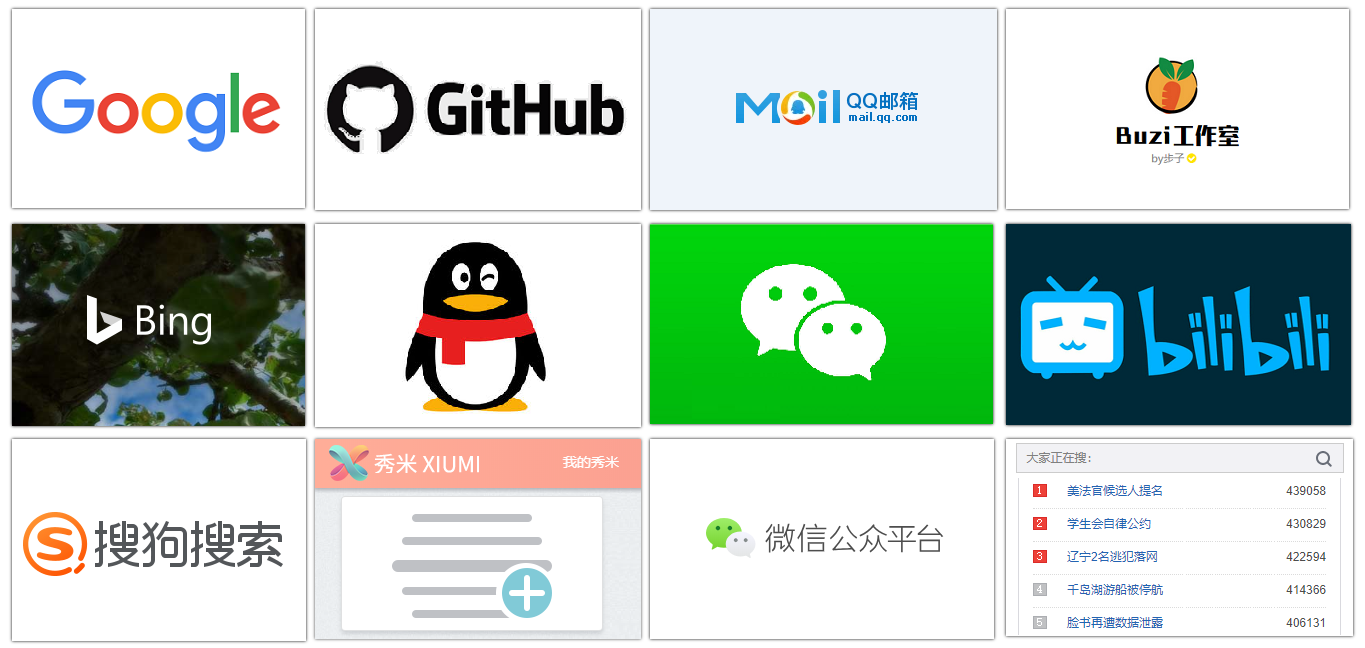 Google
GitHub
Mail QQ邮箱
mail.qq.com
Buzi工作室
by步子
Bing
bilibili
S 搜狗搜索
秀米 XIUMI
我的秀米
微信公众平台
大家正在搜:
1 美法官候选人提名 439058
2 学生会自律公约 430829
3 辽宁2名逃犯落网 422594
4 千岛湖游船被停航 414366
5 脸书再遭数据泄露 406131